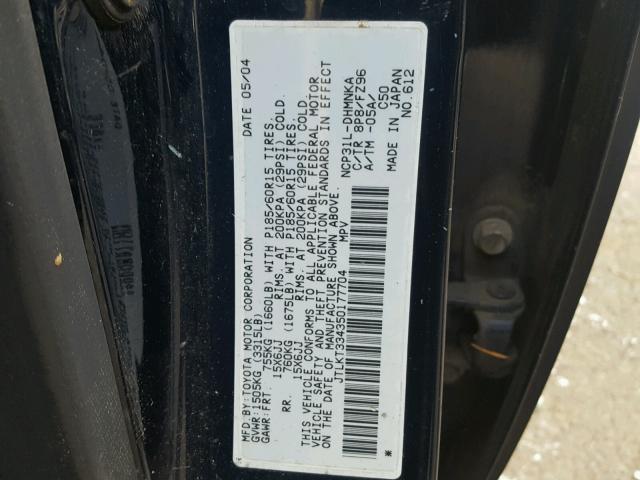 MFD.BY:TOYOTA MOTOR CORPORATION DATE 05/04
GVWR:1505KG (3315LB)
GAWR:FRT. 755KG (1660LB) WITH P185/60R15 TIRES.
15X6JJ RIMS. AT 200KPA (29PSI) COLD.
RR. 760KG (1675LB) WITH P185/60R15 TIRES.
15X6JJ RIMS. AT 200KPA (29PSI) COLD.
THIS VEHICLE CONFORMS TO ALL APPLICABLE FEDERAL MOTOR
VEHICLE SAFETY AND THEFT PREVENTION STANDARDS IN EFFECT
ON THE DATE OF MANUFACTURE SHOWN ABOVE.
JTLKT334350177704 MPV
NCP31L-DHMNKA
C/TR 8P8/FZ96
A/TM -05A/ C50
MADE IN JAPAN NO.612
*